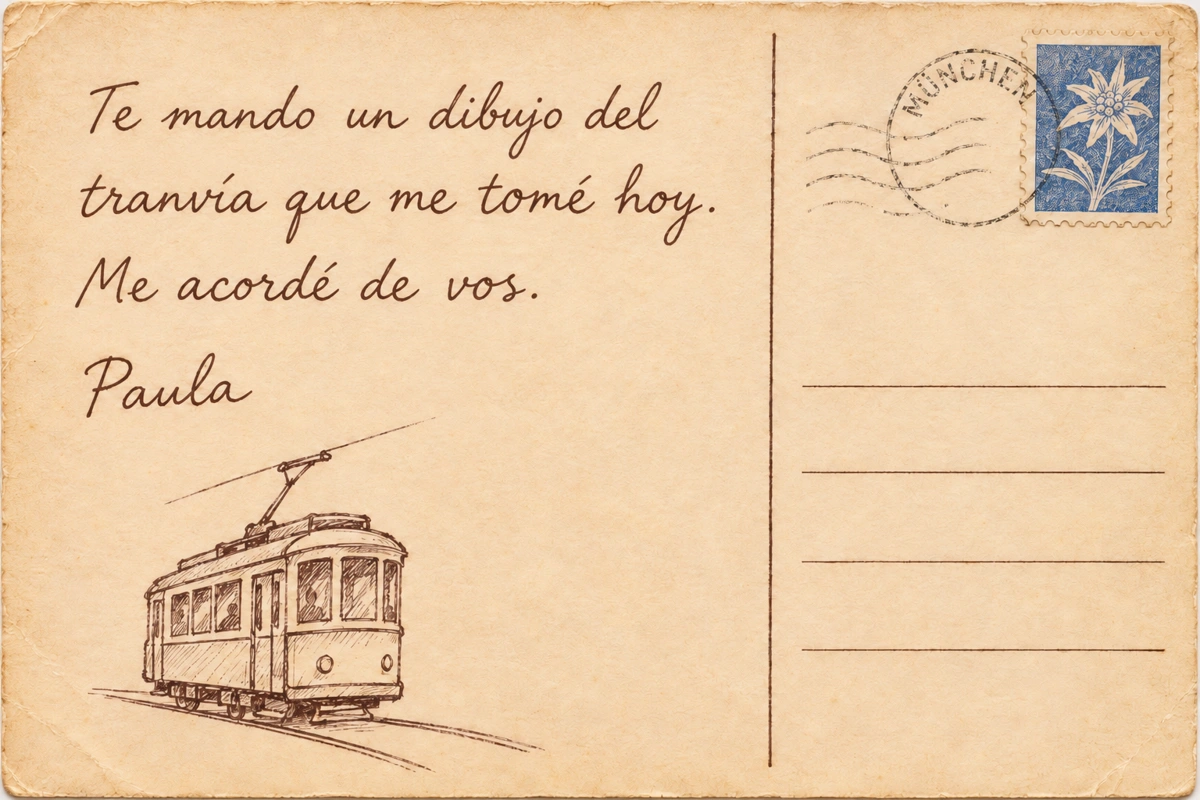 Te mando un dibujo del
tranvía que me tomé hoy.
Me acordé de vos.
Paula
MÜNCHEN